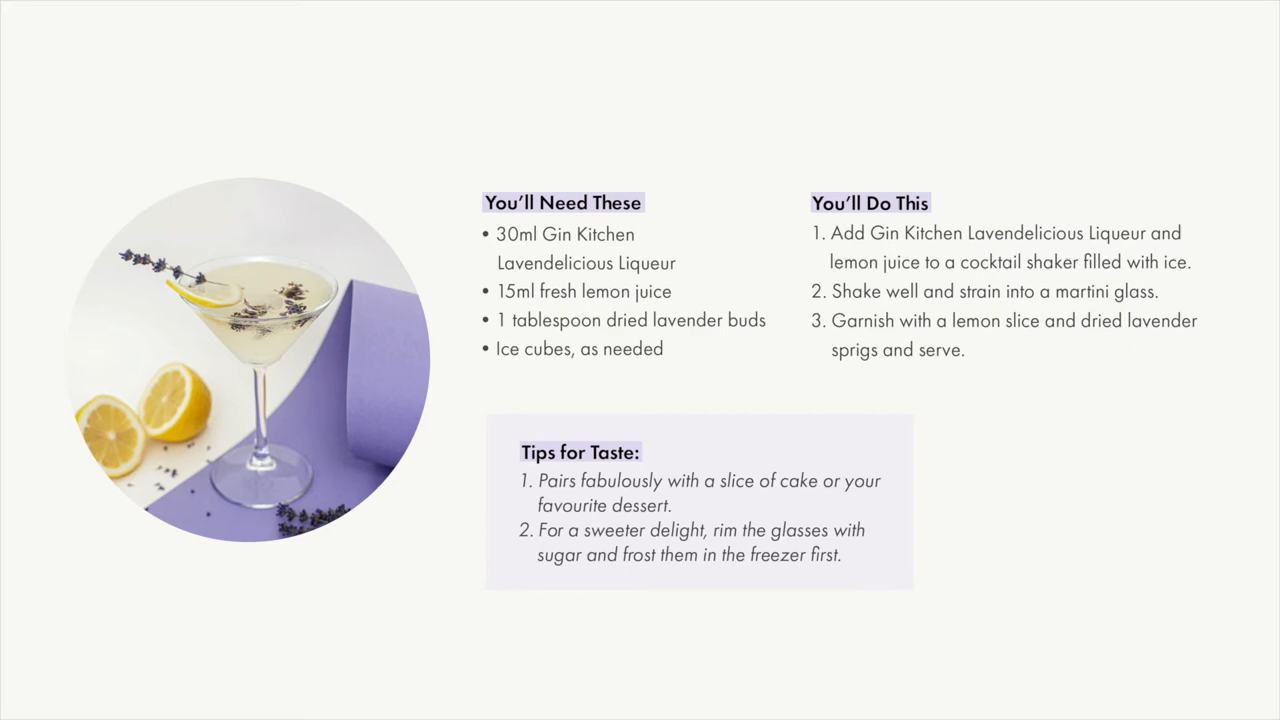 You’ll Need These
• 30ml Gin Kitchen
Lavendelicious Liqueur
• 15ml fresh lemon juice
• 1 tablespoon dried lavender buds
• Ice cubes, as needed
You’ll Do This
1. Add Gin Kitchen Lavendelicious Liqueur and
lemon juice to a cocktail shaker filled with ice.
2. Shake well and strain into a martini glass.
3. Garnish with a lemon slice and dried lavender
sprigs and serve.
Tips for Taste:
1. Pairs fabulously with a slice of cake or your
favourite dessert.
2. For a sweeter delight, rim the glasses with
sugar and frost them in the freezer first.